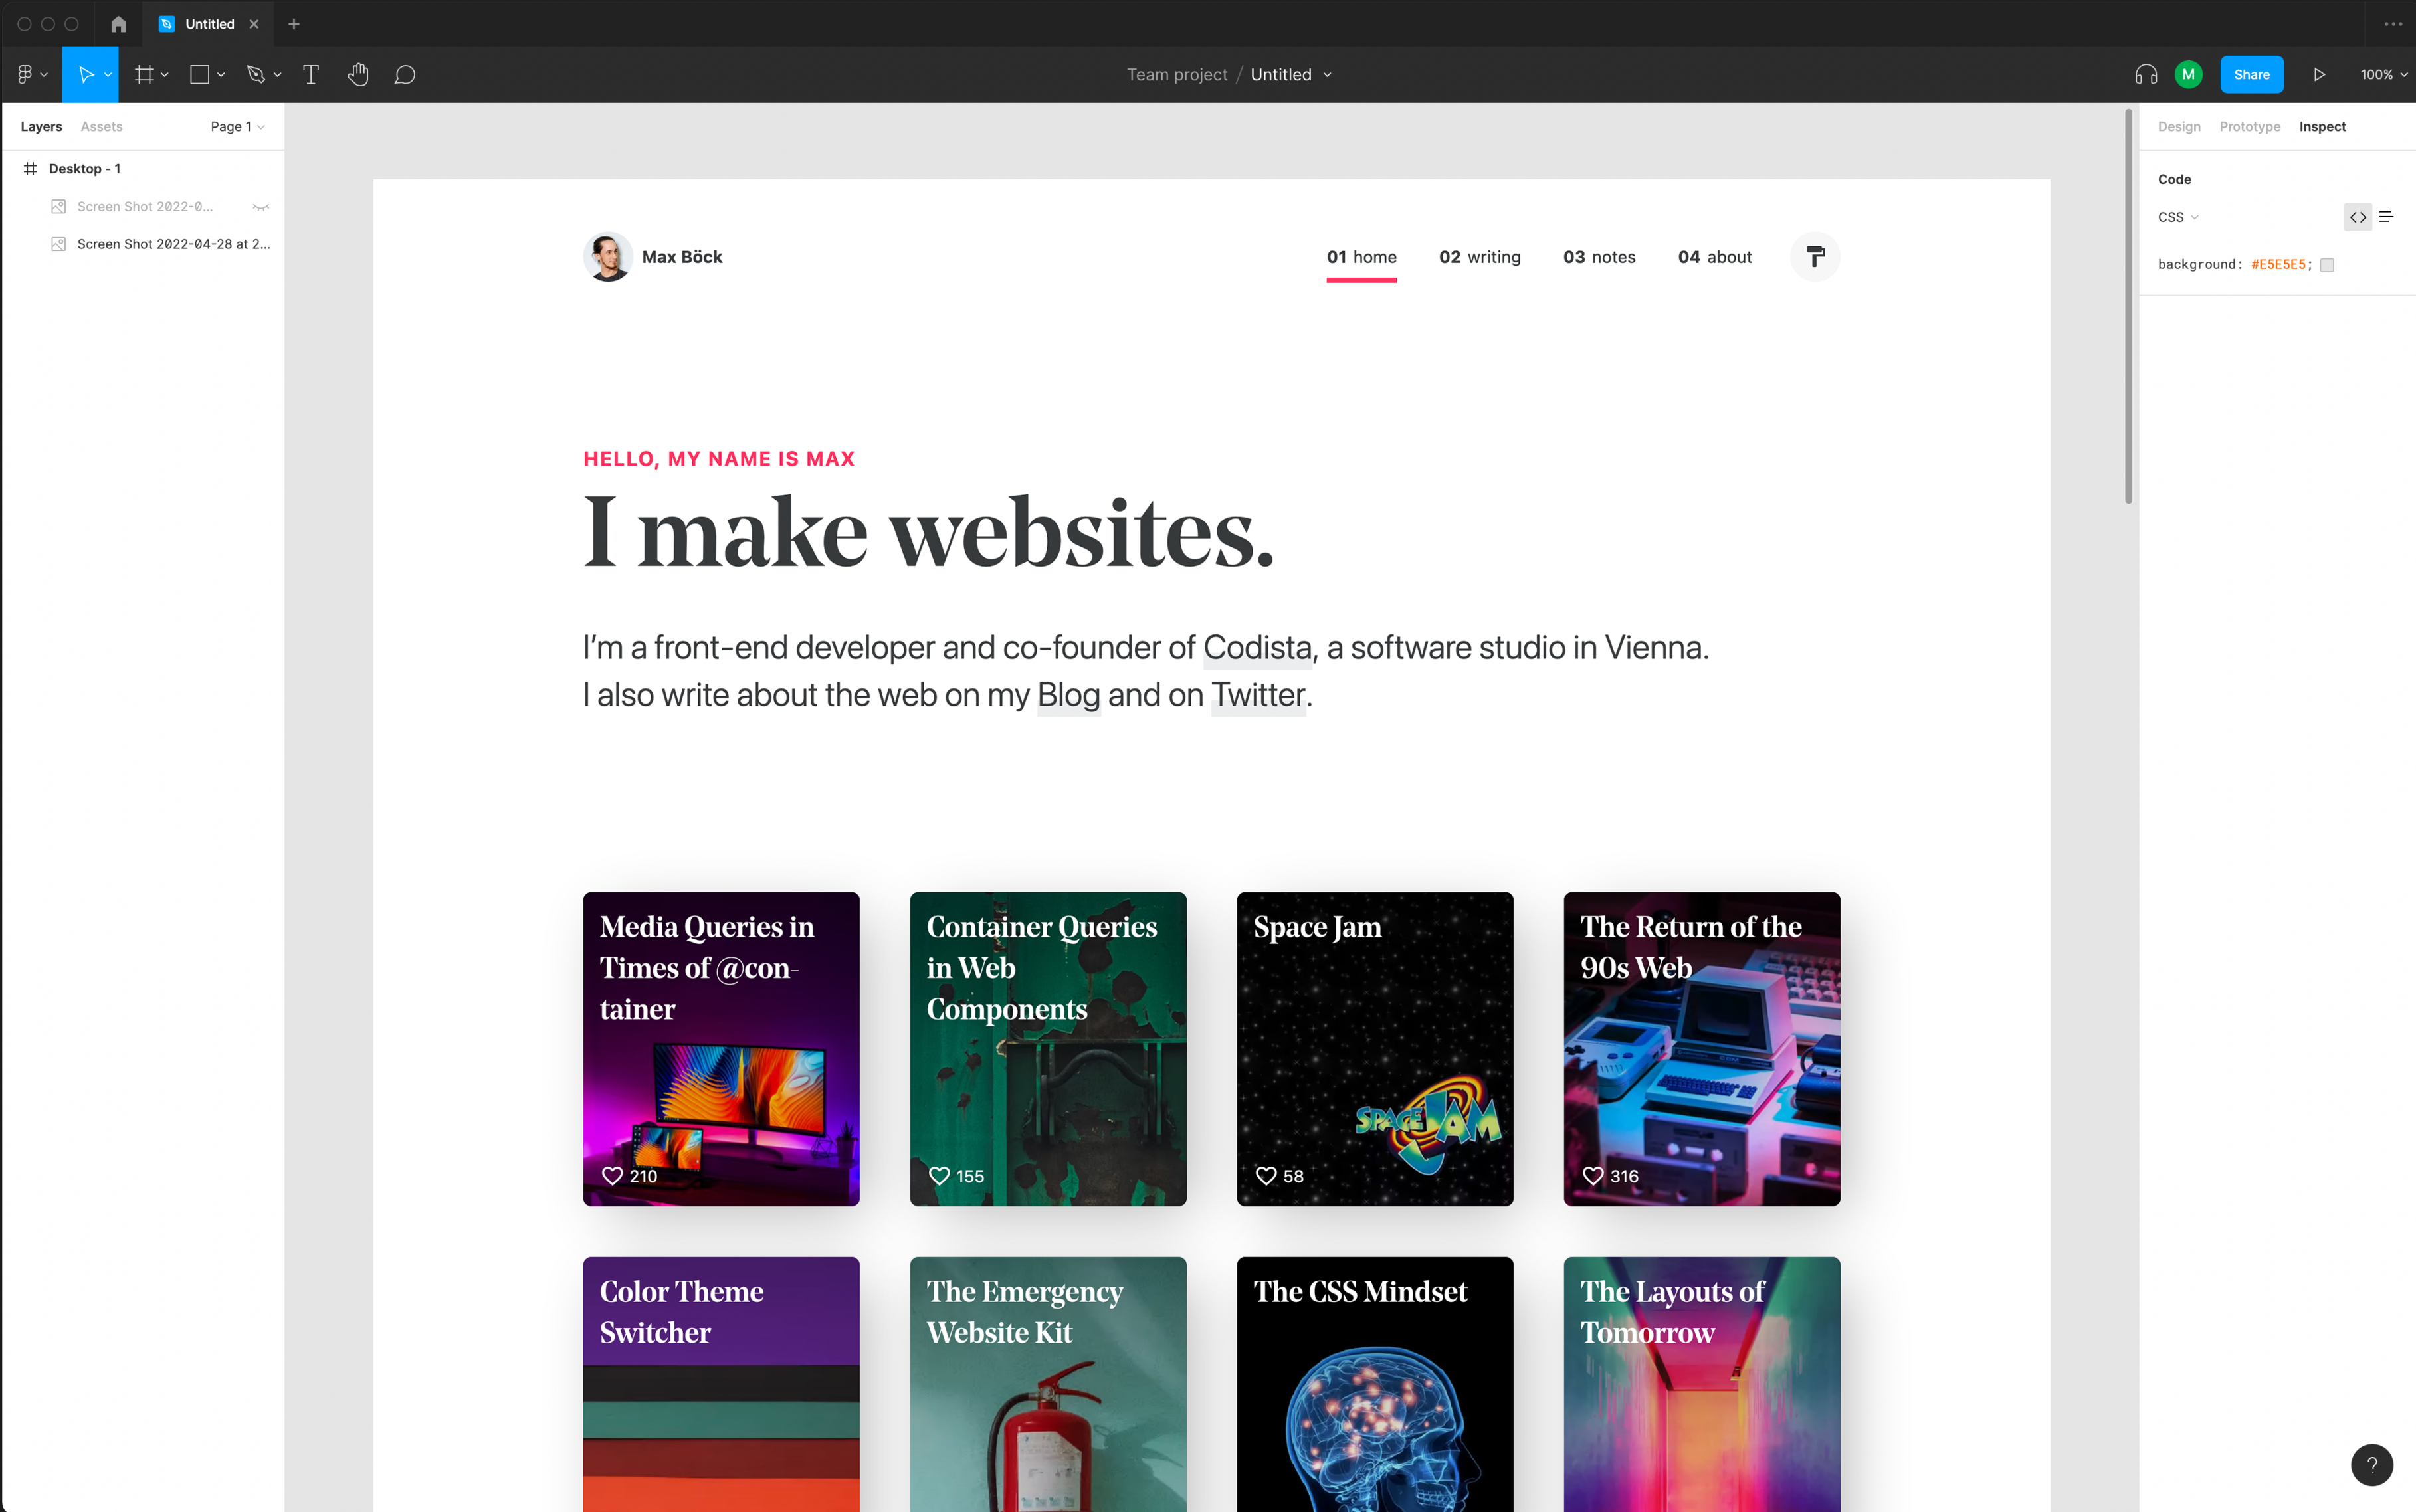 Untitled
Team project / Untitled
M
Share
100%
Layers
Assets
Page 1
Desktop - 1
Screen Shot 2022-0...
Screen Shot 2022-04-28 at 2...
Design
Prototype
Inspect
Code
CSS
background: #E5E5E5;
Max Böck
01 home
02 writing
03 notes
04 about
HELLO, MY NAME IS MAX
I make websites.
I’m a front-end developer and co-founder of Codista, a software studio in Vienna.
I also write about the web on my Blog and on Twitter.
Media Queries in
Times of @con-
tainer
210
Container Queries
in Web
Components
155
Space Jam
SPACE JAM
58
The Return of the
90s Web
316
Color Theme
Switcher
The Emergency
Website Kit
The CSS Mindset
The Layouts of
Tomorrow
?